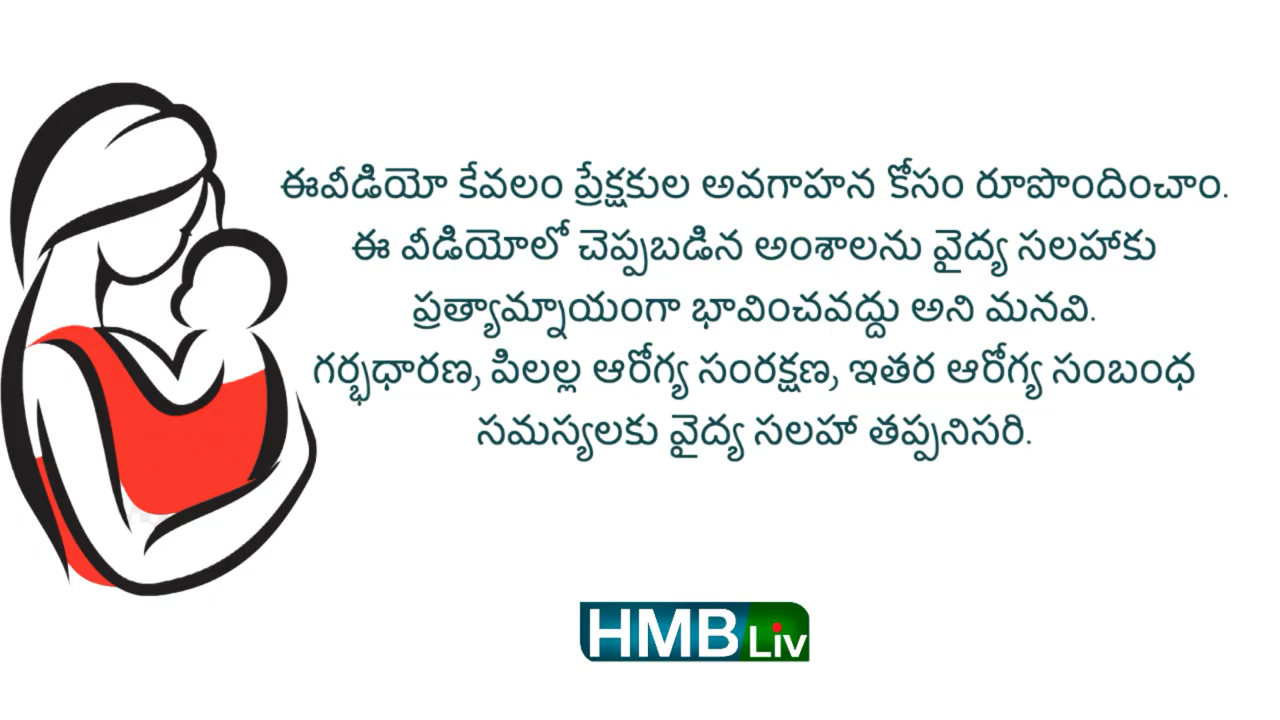 ఈవీడియో కేవలం ప్రేక్షకుల అవగాహన కోసం రూపొందించాం.
ఈ వీడియోలో చెప్పబడిన అంశాలను వైద్య సలహాకు
ప్రత్యామ్నాయంగా భావించవద్దు అని మనవి.
గర్భధారణ, పిలల్ల ఆరోగ్య సంరక్షణ, ఇతర ఆరోగ్య సంబంధ
సమస్యలకు వైద్య సలహా తప్పనిసరి.
HMB Liv